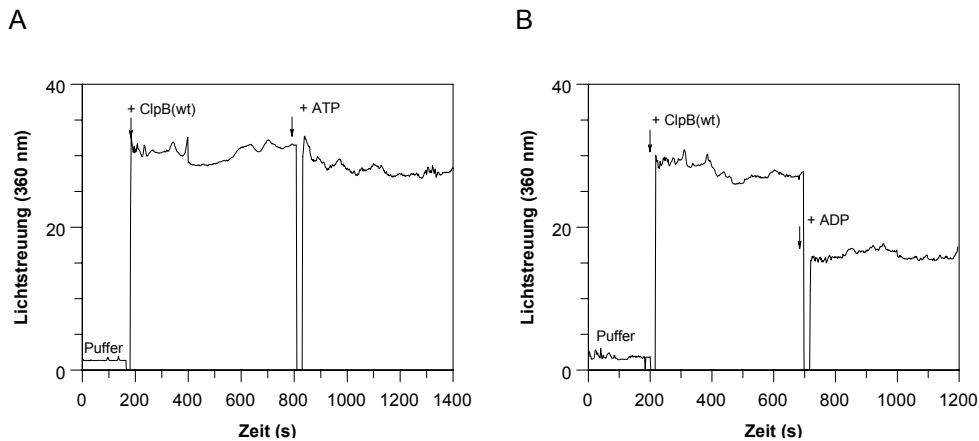 A
Lichtstreuung (360 nm)
40
20
0
+ ClpB(wt)
+ ATP
Puffer
0 200 400 600 800 1000 1200 1400
Zeit (s)
B
Lichtstreuung (360 nm)
40
20
0
+ ClpB(wt)
+ ADP
Puffer
0 200 400 600 800 1000 1200
Zeit (s)